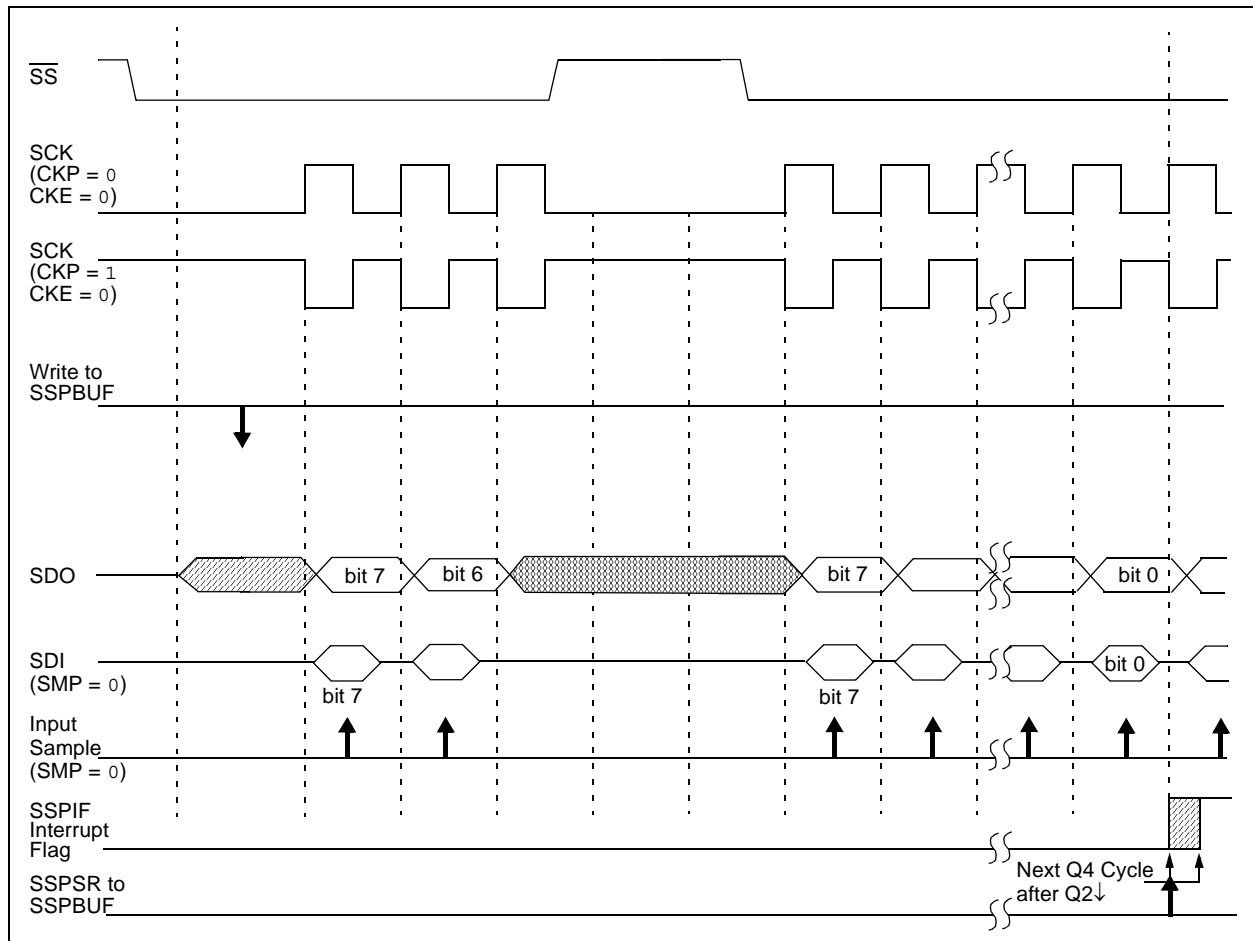 SS
SCK
(CKP = 0
CKE = 0)
SCK
(CKP = 1
CKE = 0)
Write to
SSPBUF
SDO
bit 7
bit 6
bit 7
bit 0
SDI
(SMP = 0)
bit 7
bit 7
bit 0
Input
Sample
(SMP = 0)
SSPIF
Interrupt
Flag
Next Q4 Cycle
after Q2↓
SSPSR to
SSPBUF